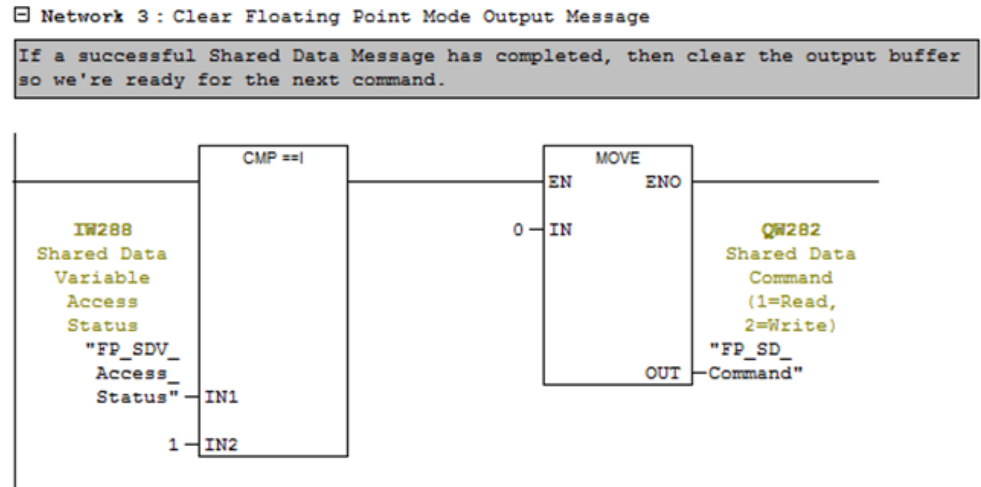 Network 3 : Clear Floating Point Mode Output Message
If a successful Shared Data Message has completed, then clear the output buffer
so we're ready for the next command.
CMP ==I
MOVE
EN ENO
IW288
Shared Data
Variable
Access
Status
"FP_SDV_
Access_
Status"
IN1
1
IN2
0
IN
QW282
Shared Data
Command
(1=Read,
2=Write)
"FP_SD_
OUT
Command"